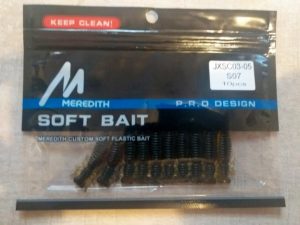 KEEP CLEAN!
JXSC03-05
S07
10pcs
MEREDITH
P.R.O DESIGN
SOFT BAIT
MEREDITH CUSTOM SOFT PLASTIC BAIT